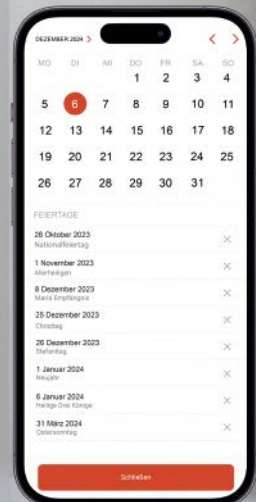 DEZEMBER 2024 >
MO DI MI DO FR SA SO
1 2 3 4
5 6 7 8 9 10 11
12 13 14 15 16 17 18
19 20 21 22 23 24 25
26 27 28 29 30 31
FEIERTAGE
26 Oktober 2023
Nationalfeiertag
1 November 2023
Allerheiligen
8 Dezember 2023
Mariä Empfängnis
25 Dezember 2023
Christtag
26 Dezember 2023
Stefanitag
1 Januar 2024
Neujahr
6 Januar 2024
Heilige Drei Könige
31 März 2024
Ostersonntag
Schließen